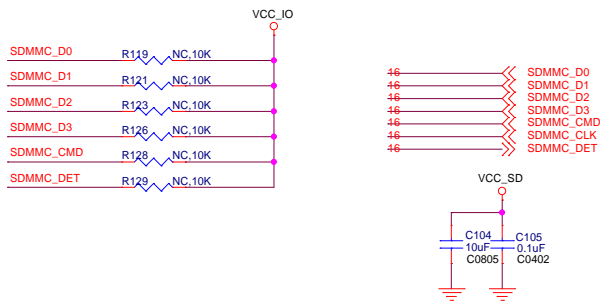 VCC_IO
SDMMC_D0 R119 NC,10K
SDMMC_D1 R121 NC,10K
SDMMC_D2 R123 NC,10K
SDMMC_D3 R126 NC,10K
SDMMC_CMD R128 NC,10K
SDMMC_DET R129 NC,10K
16 SDMMC_D0
16 SDMMC_D1
16 SDMMC_D2
16 SDMMC_D3
16 SDMMC_CMD
16 SDMMC_CLK
16 SDMMC_DET
VCC_SD
C104 C105
10uF 0.1uF
C0805 C0402